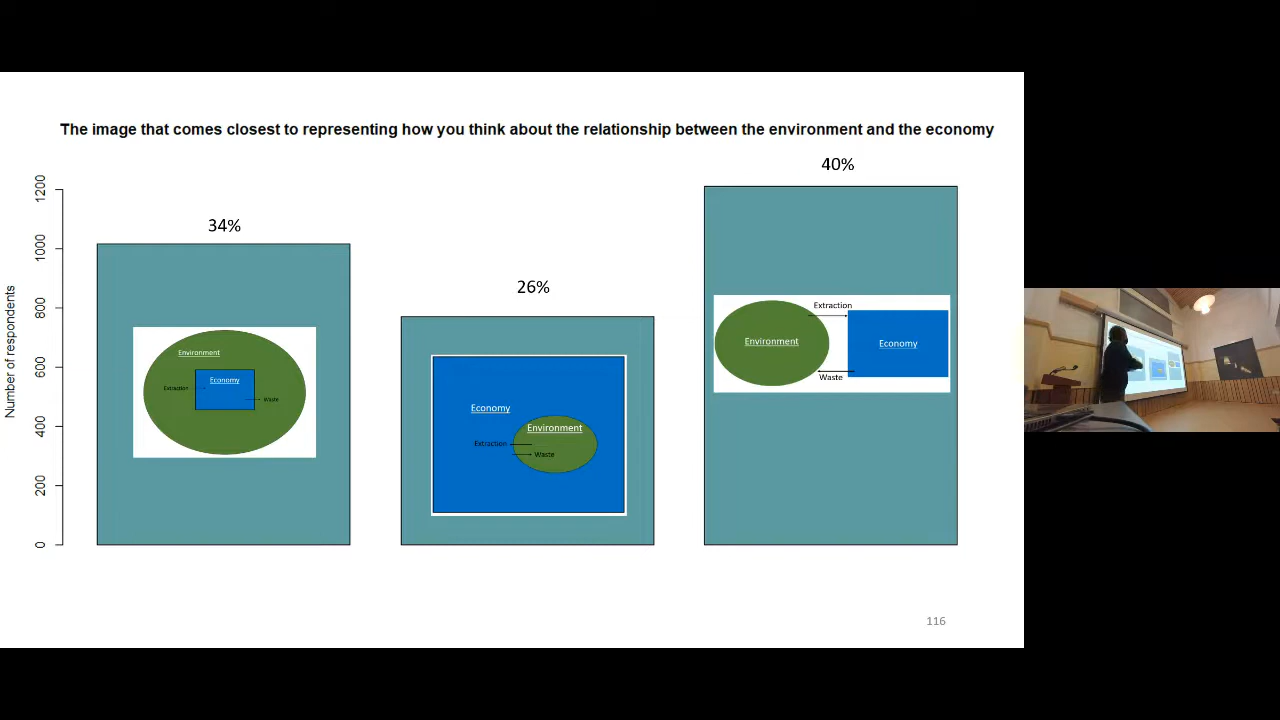 The image that comes closest to representing how you think about the relationship between the environment and the economy
40%
34%
26%
Number of respondents
1200
1000
800
600
400
200
0
Environment
Economy
Extraction
Waste
Economy
Environment
Extraction
Waste
Extraction
Environment
Economy
Waste
116